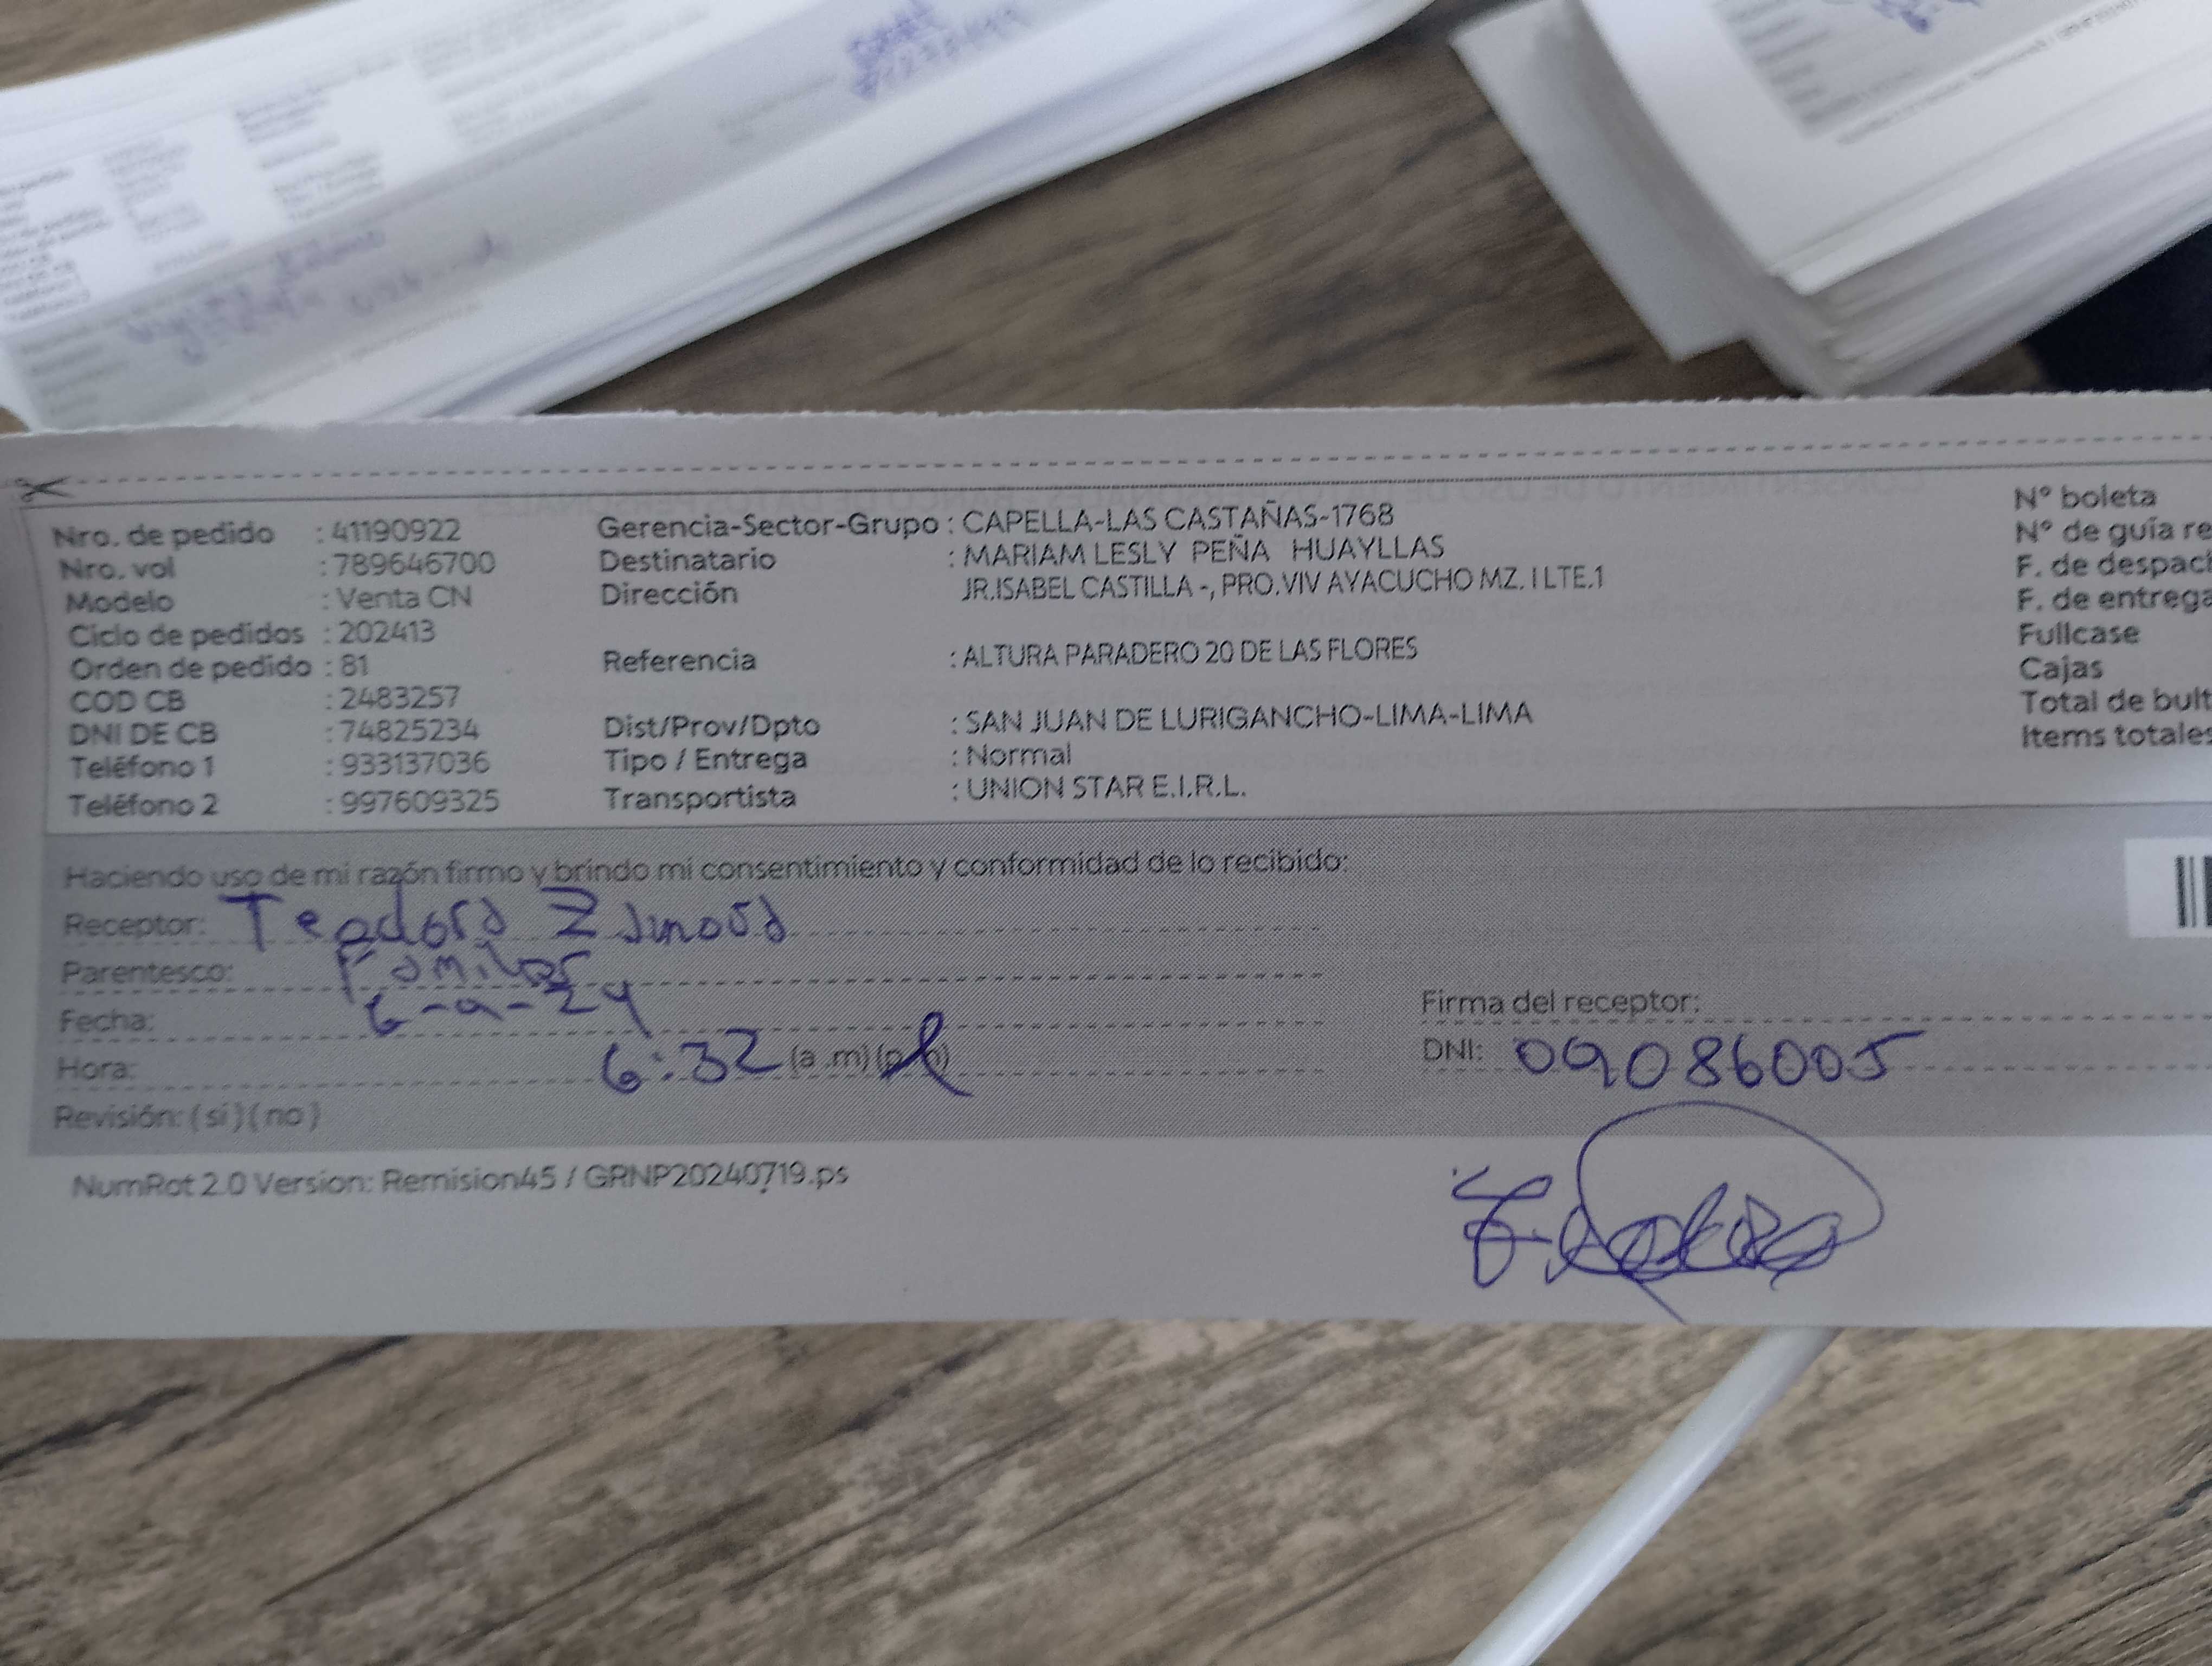 Nro. de pedido : 41190922
Nro. vol : 789646700
Modelo : Venta CN
Ciclo de pedidos : 202413
Orden de pedido : 81
COD CB : 2483257
DNI DE CB : 74825234
Teléfono 1 : 933137036
Teléfono 2 : 997609325
Gerencia-Sector-Grupo : CAPELLA-LAS CASTAÑAS-1768
Destinatario : MARIAM LESLY PEÑA HUAYLLAS
Dirección JR.ISABEL CASTILLA -, PRO.VIV AYACUCHO MZ. I LTE.1
Referencia : ALTURA PARADERO 20 DE LAS FLORES
Dist/Prov/Dpto : SAN JUAN DE LURIGANCHO-LIMA-LIMA
Tipo / Entrega : Normal
Transportista : UNION STAR E.I.R.L.
N° boleta
N° de guía re
F. de despach
F. de entrega
Fullcase
Cajas
Total de bult
Items totales
Haciendo uso de mi razón firmo y brindo mi consentimiento y conformidad de lo recibido:
Receptor: Teodora
Parentesco: Familiar
Fecha: 6-9-24
Hora: 6:32 (a .m) (p.m)
Revisión: ( si ) ( no )
Firma del receptor:
DNI: 09086005
NumRot 2.0 Version: Remision45 / GRNP20240719.ps